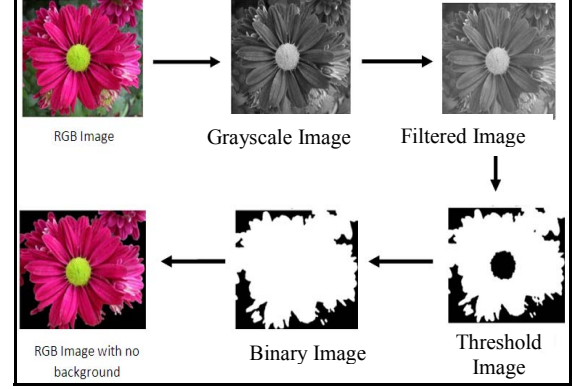 RGB Image
Grayscale Image
Filtered Image
Threshold
Image
Binary Image
RGB Image with no
background